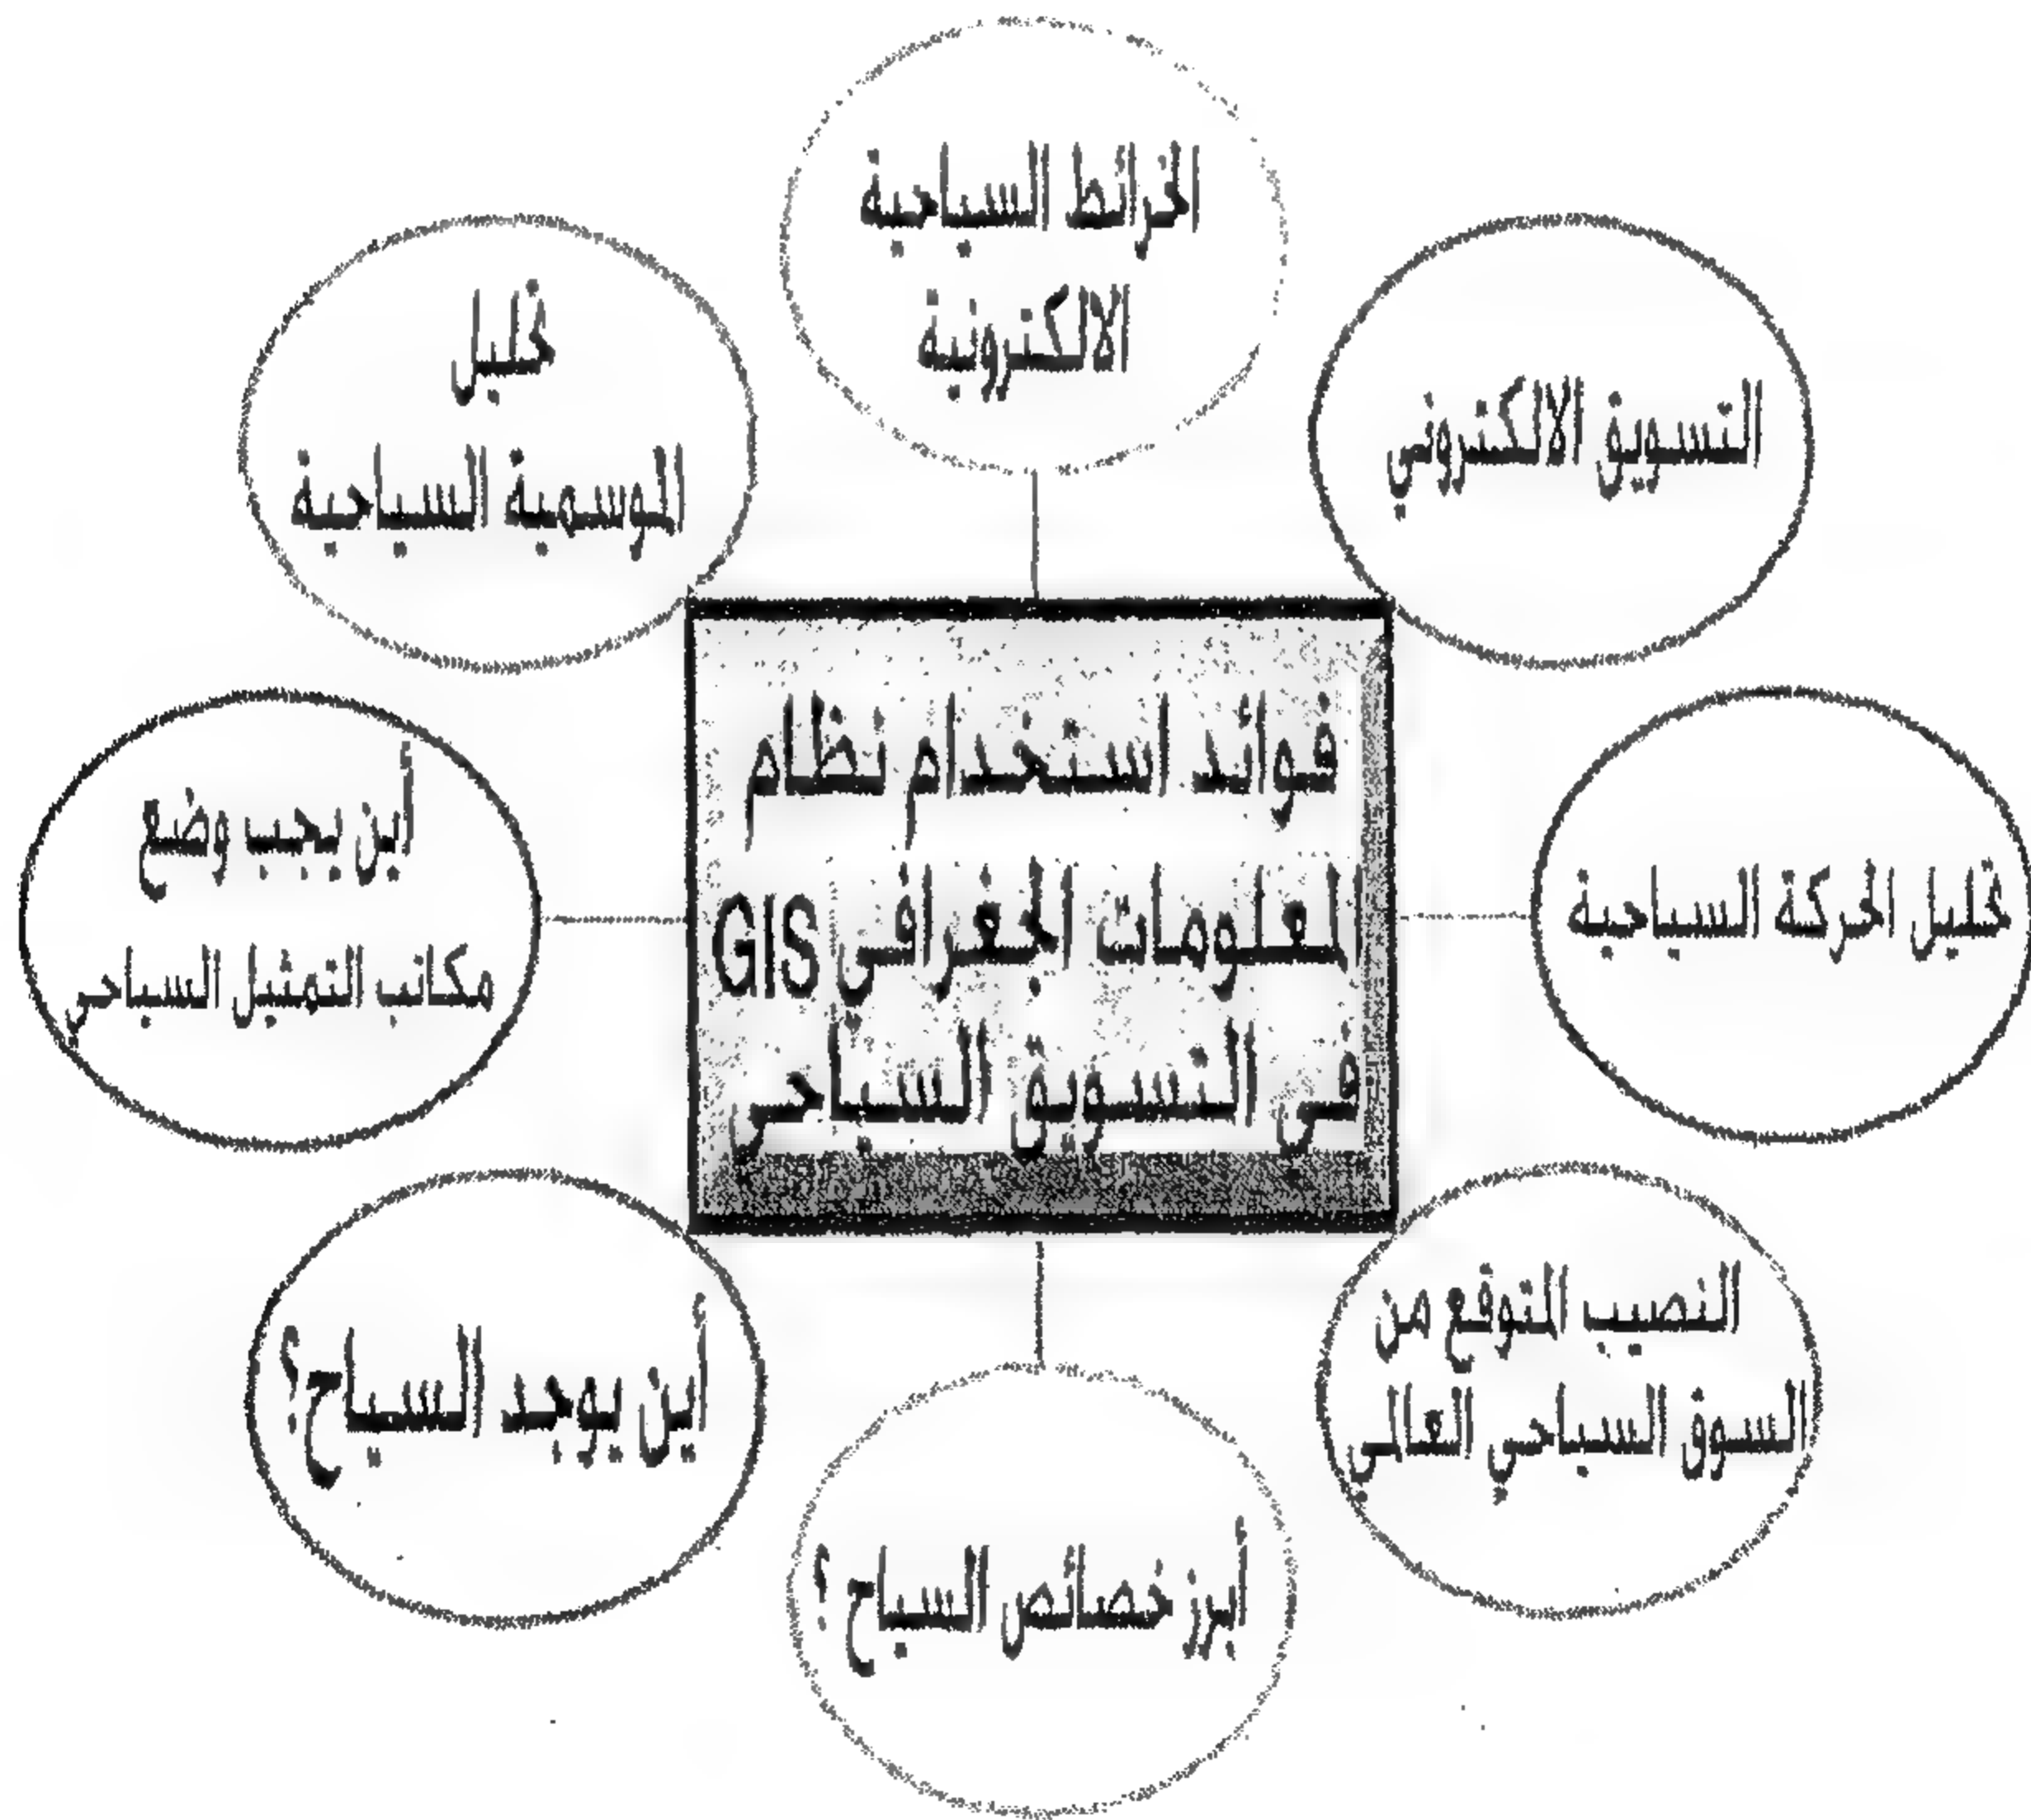 الخرائط السياحية
الالكترونية
التسويق الالكتروني
تحليل
الموسمية السياحية
فوائد استخدام نظام
المعلومات الجغرافي GIS
في التسويق السياحي
أين يجب وضع
مكاتب التمثيل السياحي
تحليل الحركة السياحية
النصيب المتوقع من
السوق السياحي العالمي
أين يوجد السياح؟
أبرز خصائص السياح ؟